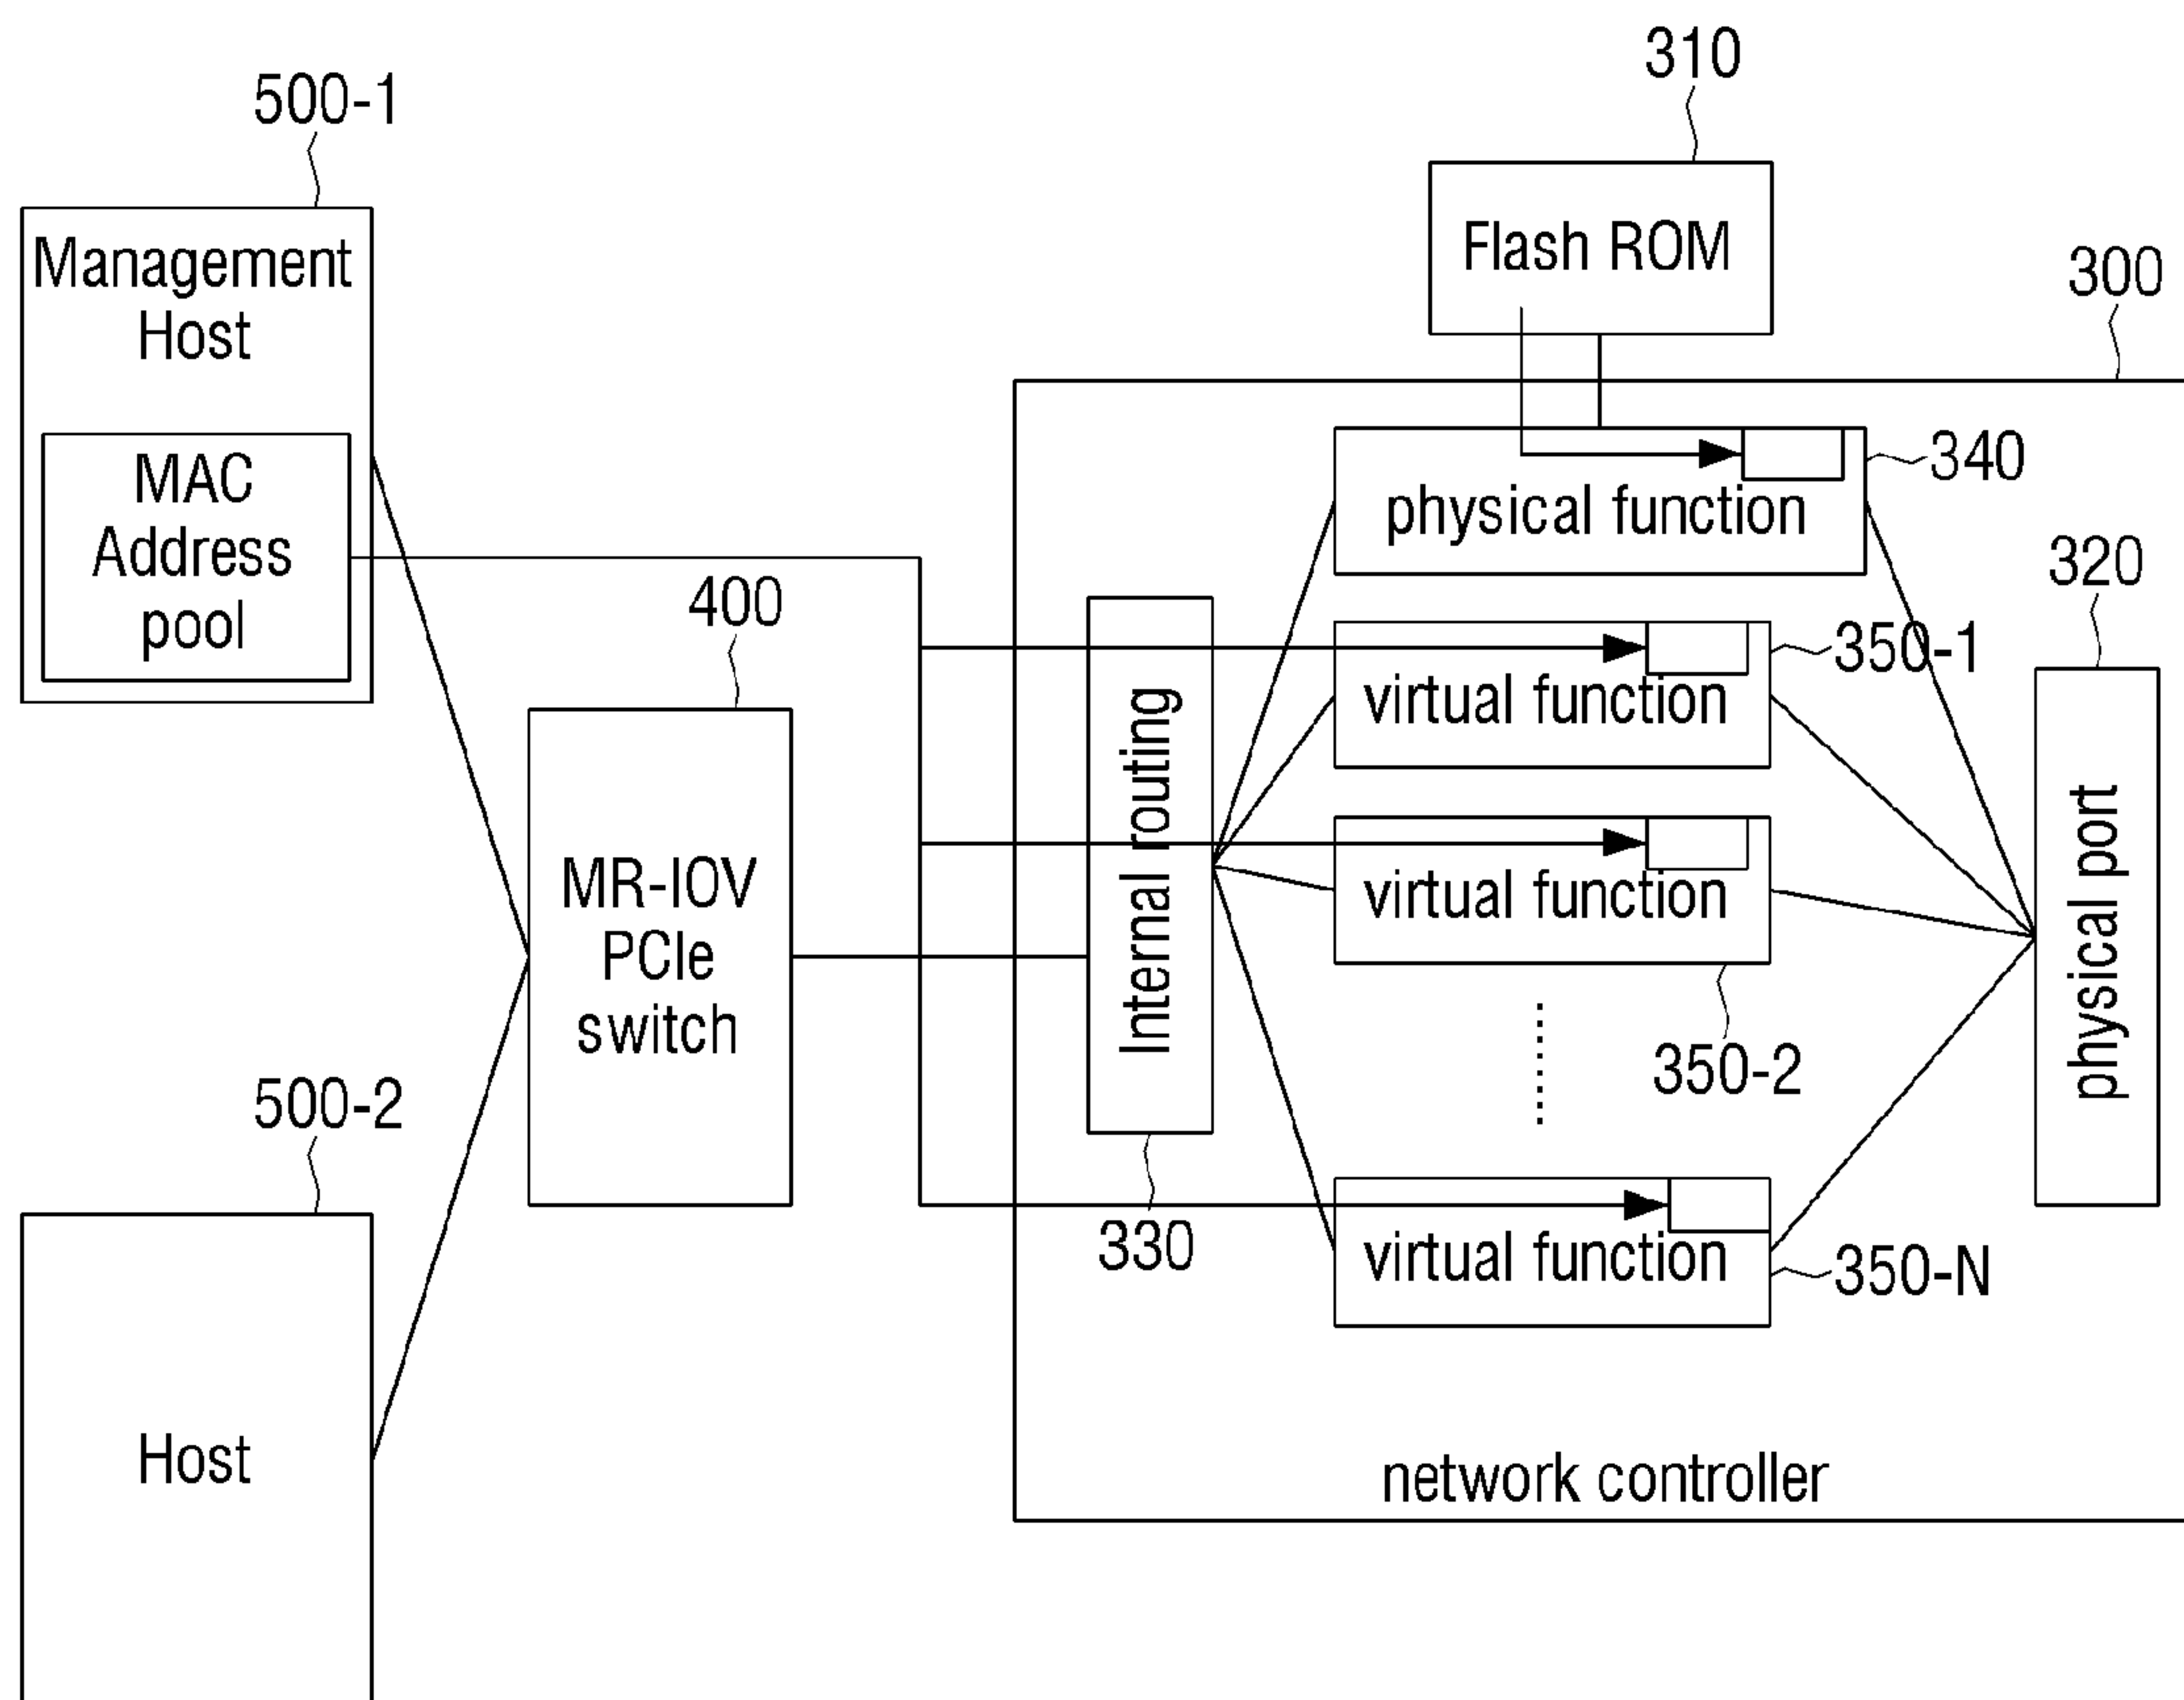 310
500-1
Flash ROM
300
Management
Host
340
MAC
Address
pool
physical function
320
400
350-1
virtual function
Internal routing
MR-IOV
PCIe
switch
virtual function
physical port
350-2
500-2
330
virtual function
350-N
Host
network controller